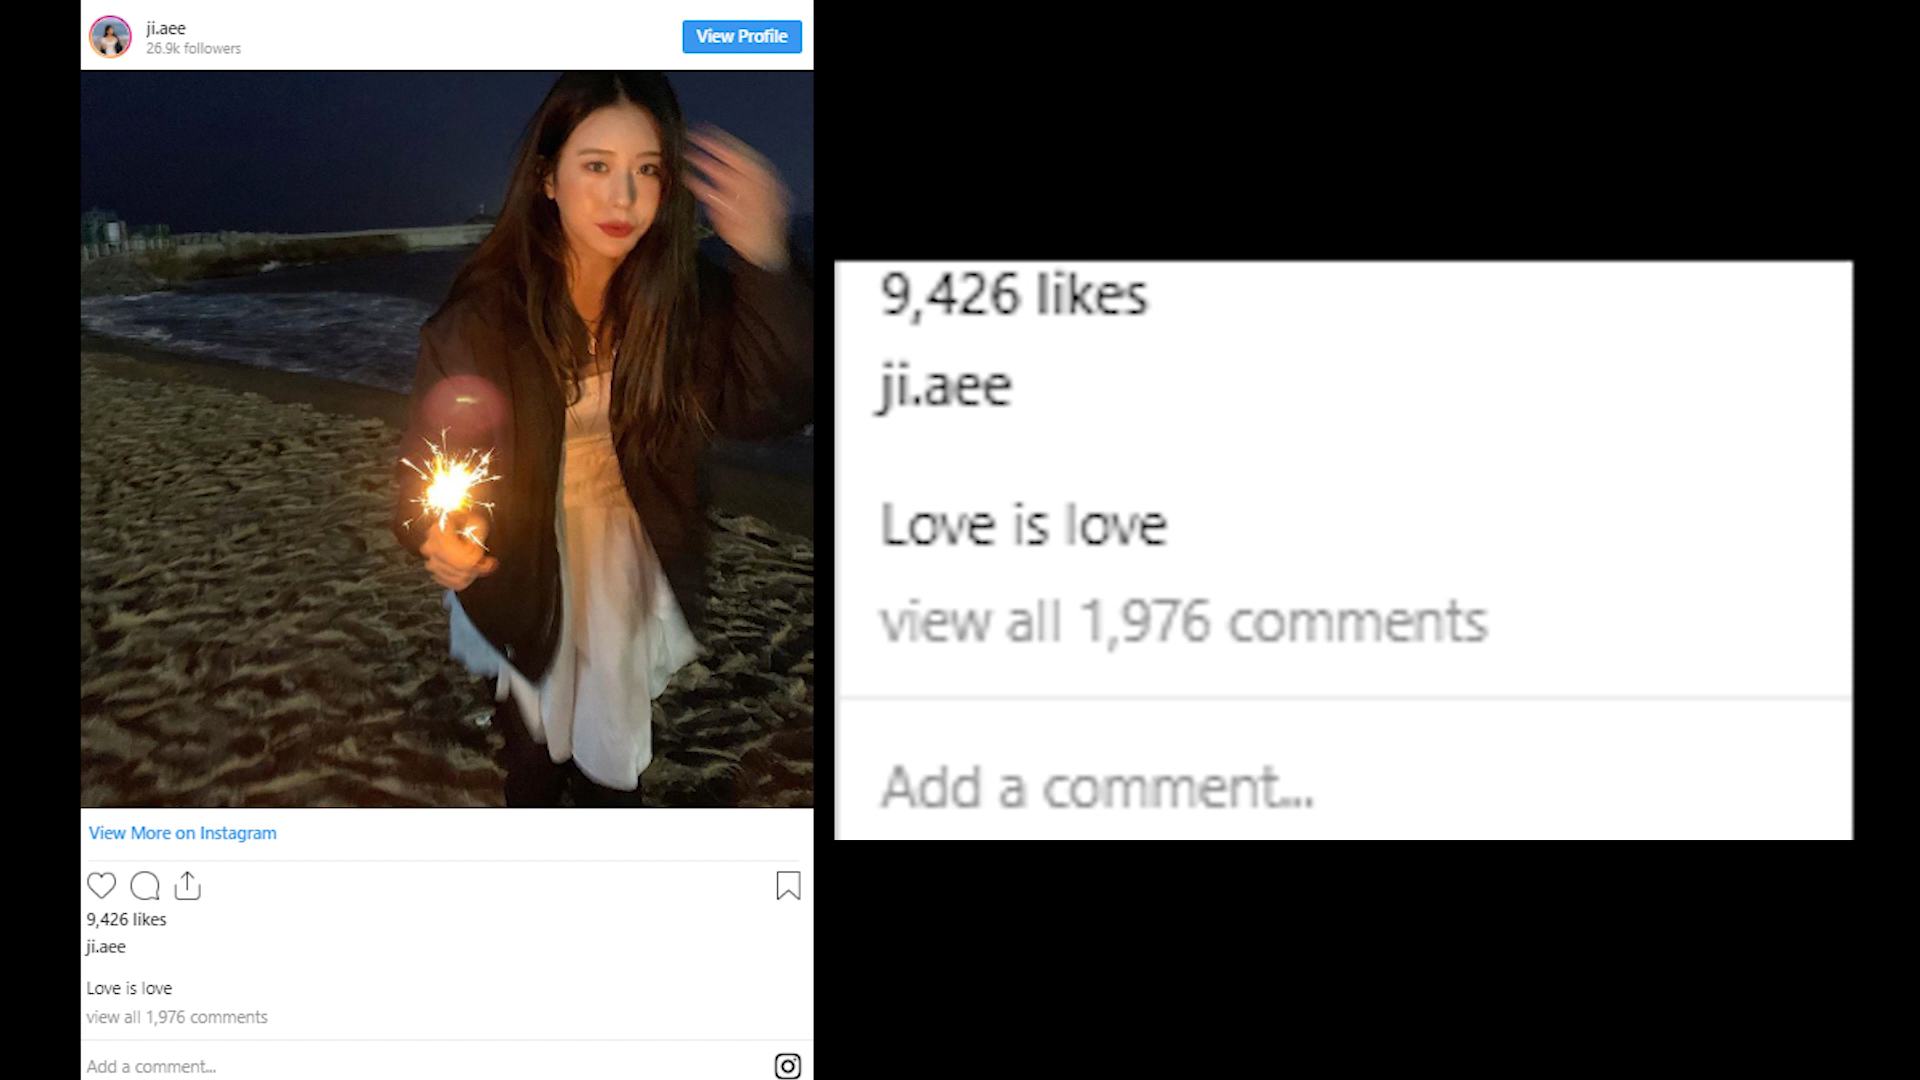 ji.aee
26.9k followers
View Profile
View More on Instagram
9,426 likes
ji.aee
Love is love
view all 1,976 comments
Add a comment...
9,426 likes
ji.aee
Love is love
view all 1,976 comments
Add a comment...